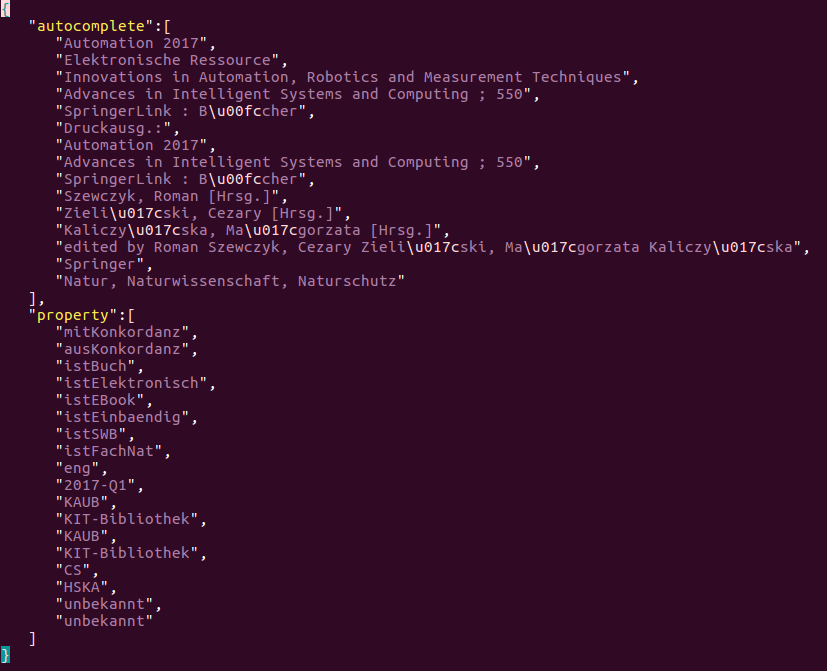 {
   "autocomplete":[
      "Automation 2017",
      "Elektronische Ressource",
      "Innovations in Automation, Robotics and Measurement Techniques",
      "Advances in Intelligent Systems and Computing ; 550",
      "SpringerLink : B\u00fccher",
      "Druckausg.:",
      "Automation 2017",
      "Advances in Intelligent Systems and Computing ; 550",
      "SpringerLink : B\u00fccher",
      "Szewczyk, Roman [Hrsg.]",
      "Zieli\u017cski, Cezary [Hrsg.]",
      "Kaliczy\u017cska, Ma\u017cgorzata [Hrsg.]",
      "edited by Roman Szewczyk, Cezary Zieli\u017cski, Ma\u017cgorzata Kaliczy\u017cska",
      "Springer",
      "Natur, Naturwissenschaft, Naturschutz"
   ],
   "property":[
      "mitKonkordanz",
      "ausKonkordanz",
      "istBuch",
      "istElektronisch",
      "istEBook",
      "istEinbaendig",
      "istSWB",
      "istFachNat",
      "eng",
      "2017-Q1",
      "KAUB",
      "KIT-Bibliothek",
      "KAUB",
      "KIT-Bibliothek",
      "CS",
      "HSKA",
      "unbekannt",
      "unbekannt"
   ]
}